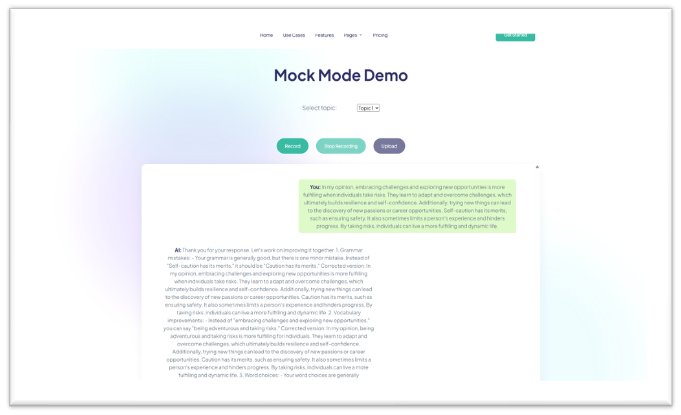 Home Use Cases Features Pages Pricing
Get Started
Mock Mode Demo
Select topic:
Topic 1
Record Stop Recording Upload
You: In my opinion, embracing challenges and exploring new opportunities is more
fulfilling when individuals take risks. They learn to adapt and overcome challenges, which
ultimately builds resilience and self-confidence. Additionally, trying new things can lead
to the discovery of new passions or career opportunities. Self-caution has its merits,
such as ensuring safety. It also sometimes limits a person's experience and hinders
progress. By taking risks, individuals can live a more fulfilling and dynamic life.
AI: Thank you for your response. Let's work on improving it together. 1. Grammar
mistakes: - Your grammar is generally good, but there is one minor mistake. Instead of
"Self-caution has its merits," it should be "Caution has its merits." Corrected version: In
my opinion, embracing challenges and exploring new opportunities is more fulfilling
when individuals take risks. They learn to adapt and overcome challenges, which
ultimately builds resilience and self-confidence. Additionally, trying new things can lead
to the discovery of new passions or career opportunities. Caution has its merits, such as
ensuring safety. It also sometimes limits a person's experience and hinders progress. By
taking risks, individuals can live a more fulfilling and dynamic life. 2. Vocabulary
improvements: - Instead of "embracing challenges and exploring new opportunities,"
you can say "being adventurous and taking risks." Corrected version: In my opinion, being
adventurous and taking risks is more fulfilling for individuals. They learn to adapt and
overcome challenges, which ultimately builds resilience and self-confidence.
Additionally, trying new things can lead to the discovery of new passions or career
opportunities. Caution has its merits, such as ensuring safety. It also sometimes limits a
person's experience and hinders progress. By taking risks, individuals can live a more
fulfilling and dynamic life. 3. Word choices: - Your word choices are generally